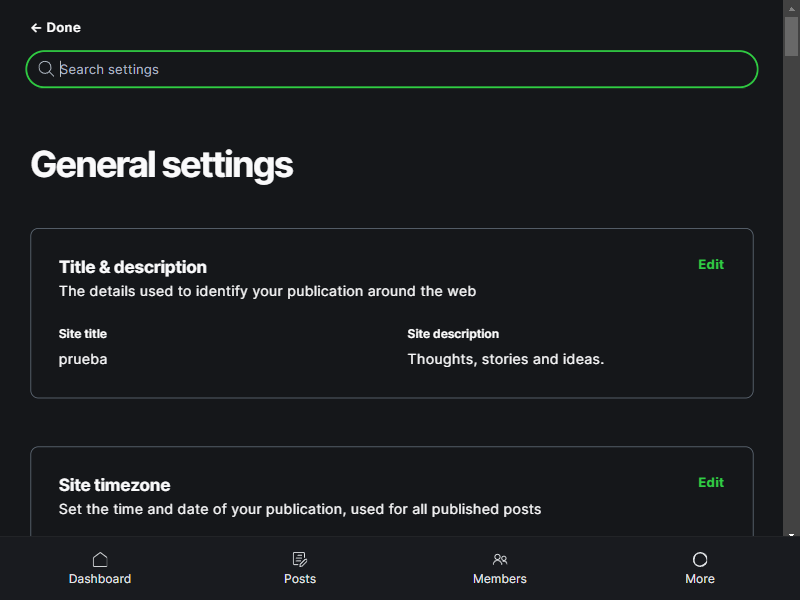 ← Done
Search settings
General settings
Title & description
Edit
The details used to identify your publication around the web
Site title
Site description
prueba
Thoughts, stories and ideas.
Site timezone
Edit
Set the time and date of your publication, used for all published posts
Dashboard
Posts
Members
More